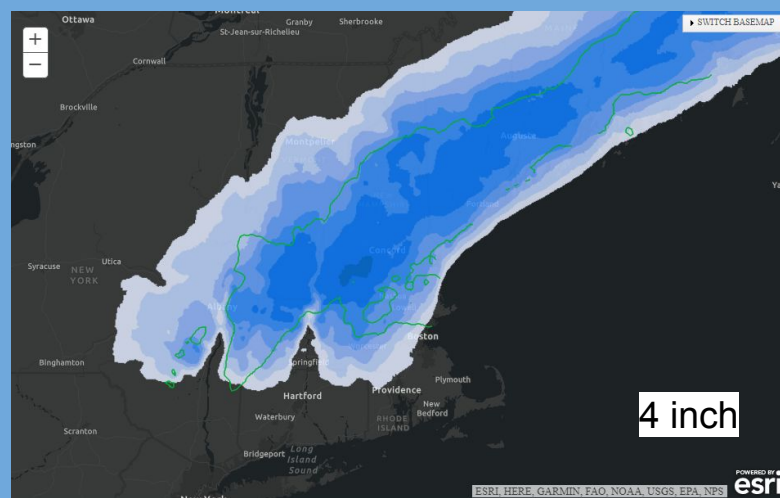 Montreal
Ottawa
Granby
Sherbrooke
St-Jean-sur-Richelieu
SWITCH BASEMAP
+
−
Cornwall
Brockville
ngston
Augusta
Montpelier
Portland
Concord
Utica
Syracuse
NEW
YORK
Albany
Boston
Binghamton
Springfield
Hartford
Providence
Plymouth
New
Bedford
RHODE
ISLAND
Waterbury
Scranton
Bridgeport
Long
Island
Sound
4 inch
POWERED BY
esri
ESRI, HERE, GARMIN, FAO, NOAA, USGS, EPA, NPS